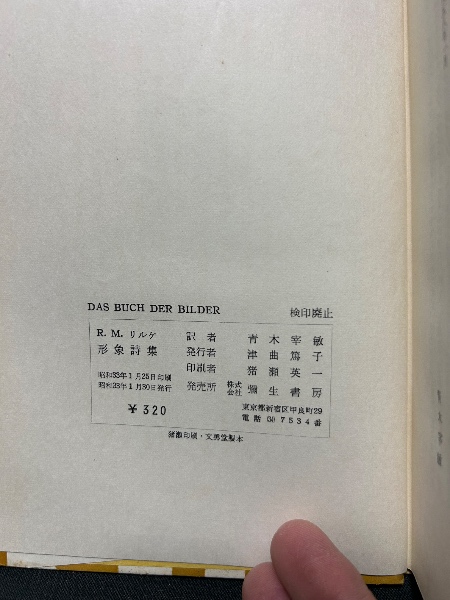 DAS BUCH DER BILDER 検印廃止
R. M. リルケ 訳者 青木宰敏
形象詩集 発行者 津曲篤子
印刷者 猪瀬英一
昭和33年1月25日印刷
昭和33年1月30日発行 発売所 株式会社 彌生書房
¥320 東京都新宿区甲良町29
電話 (34) 7534番
猪瀬印刷・文勇堂製本